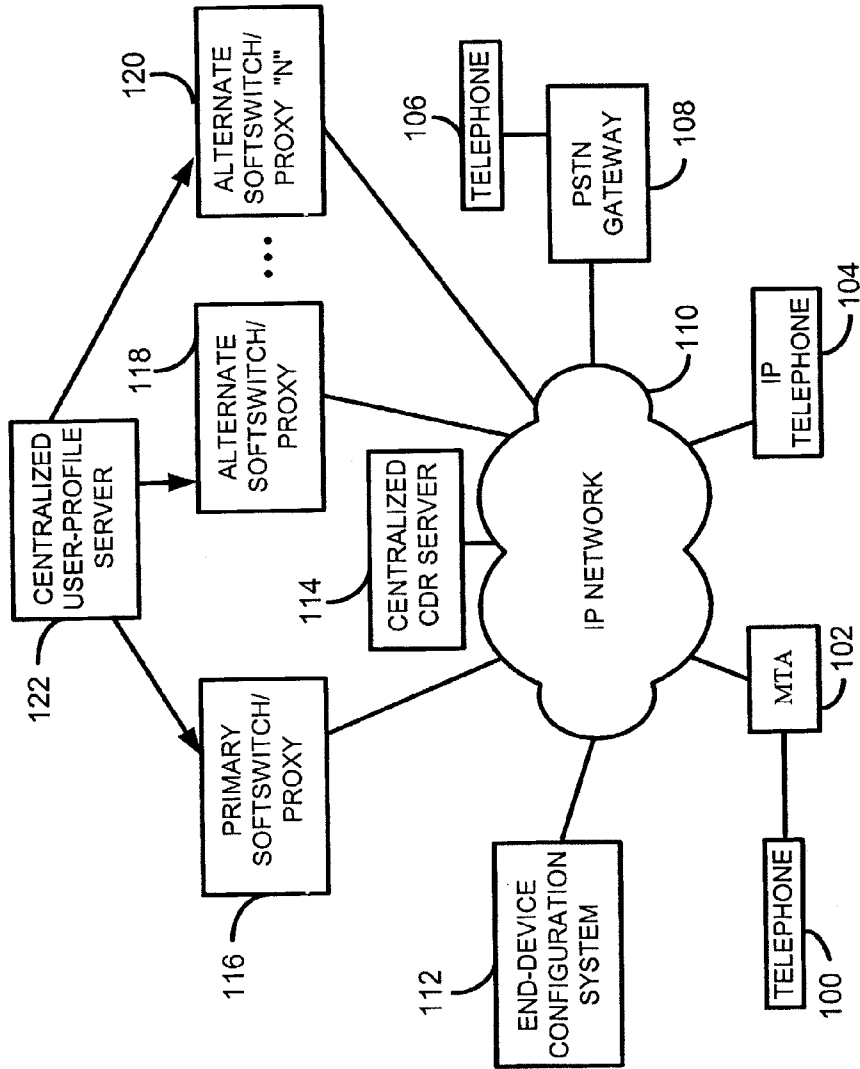 CENTRALIZED
USER-PROFILE
SERVER
122
PRIMARY
SOFTSWITCH/
PROXY
116
ALTERNATE
SOFTSWITCH/
PROXY
118
...
ALTERNATE
SOFTSWITCH/
PROXY "N"
120
CENTRALIZED
CDR SERVER
114
TELEPHONE
106
PSTN
GATEWAY
108
IP NETWORK
110
END-DEVICE
CONFIGURATION
SYSTEM
112
MTA
102
TELEPHONE
100
IP
TELEPHONE
104